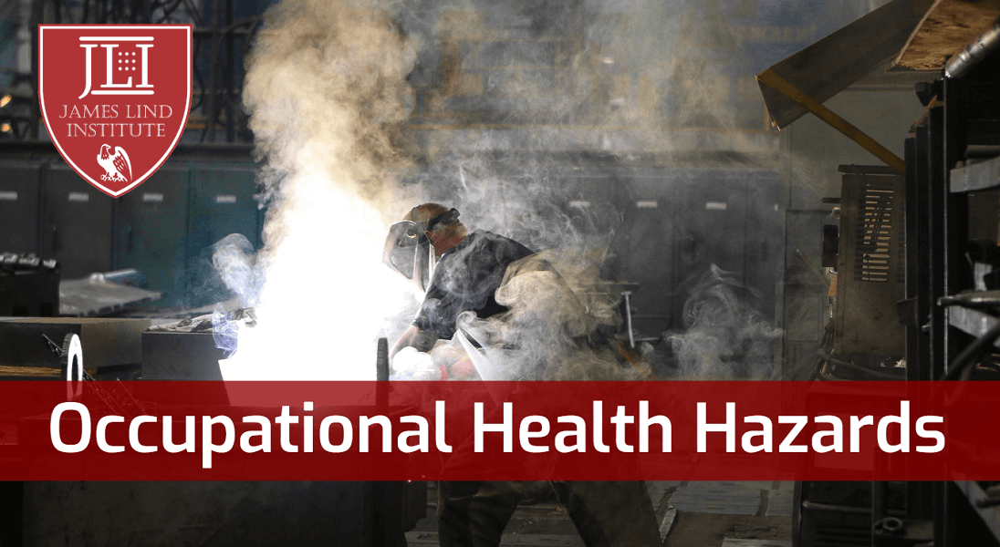 JLI
JAMES LIND
INSTITUTE
Occupational Health Hazards